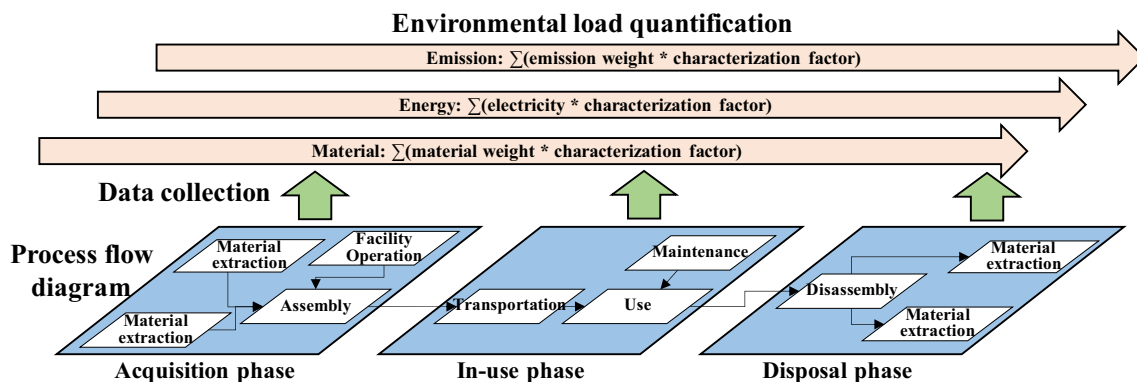 Environmental load quantification
Emission: ∑(emission weight * characterization factor)
Energy: ∑(electricity * characterization factor)
Material: ∑(material weight * characterization factor)
Data collection
Process flow
diagram
Material
extraction
Facility
Operation
Assembly
Material
extraction
Maintenance
Transportation
Use
Material
extraction
Disassembly
Material
extraction
Acquisition phase
In-use phase
Disposal phase